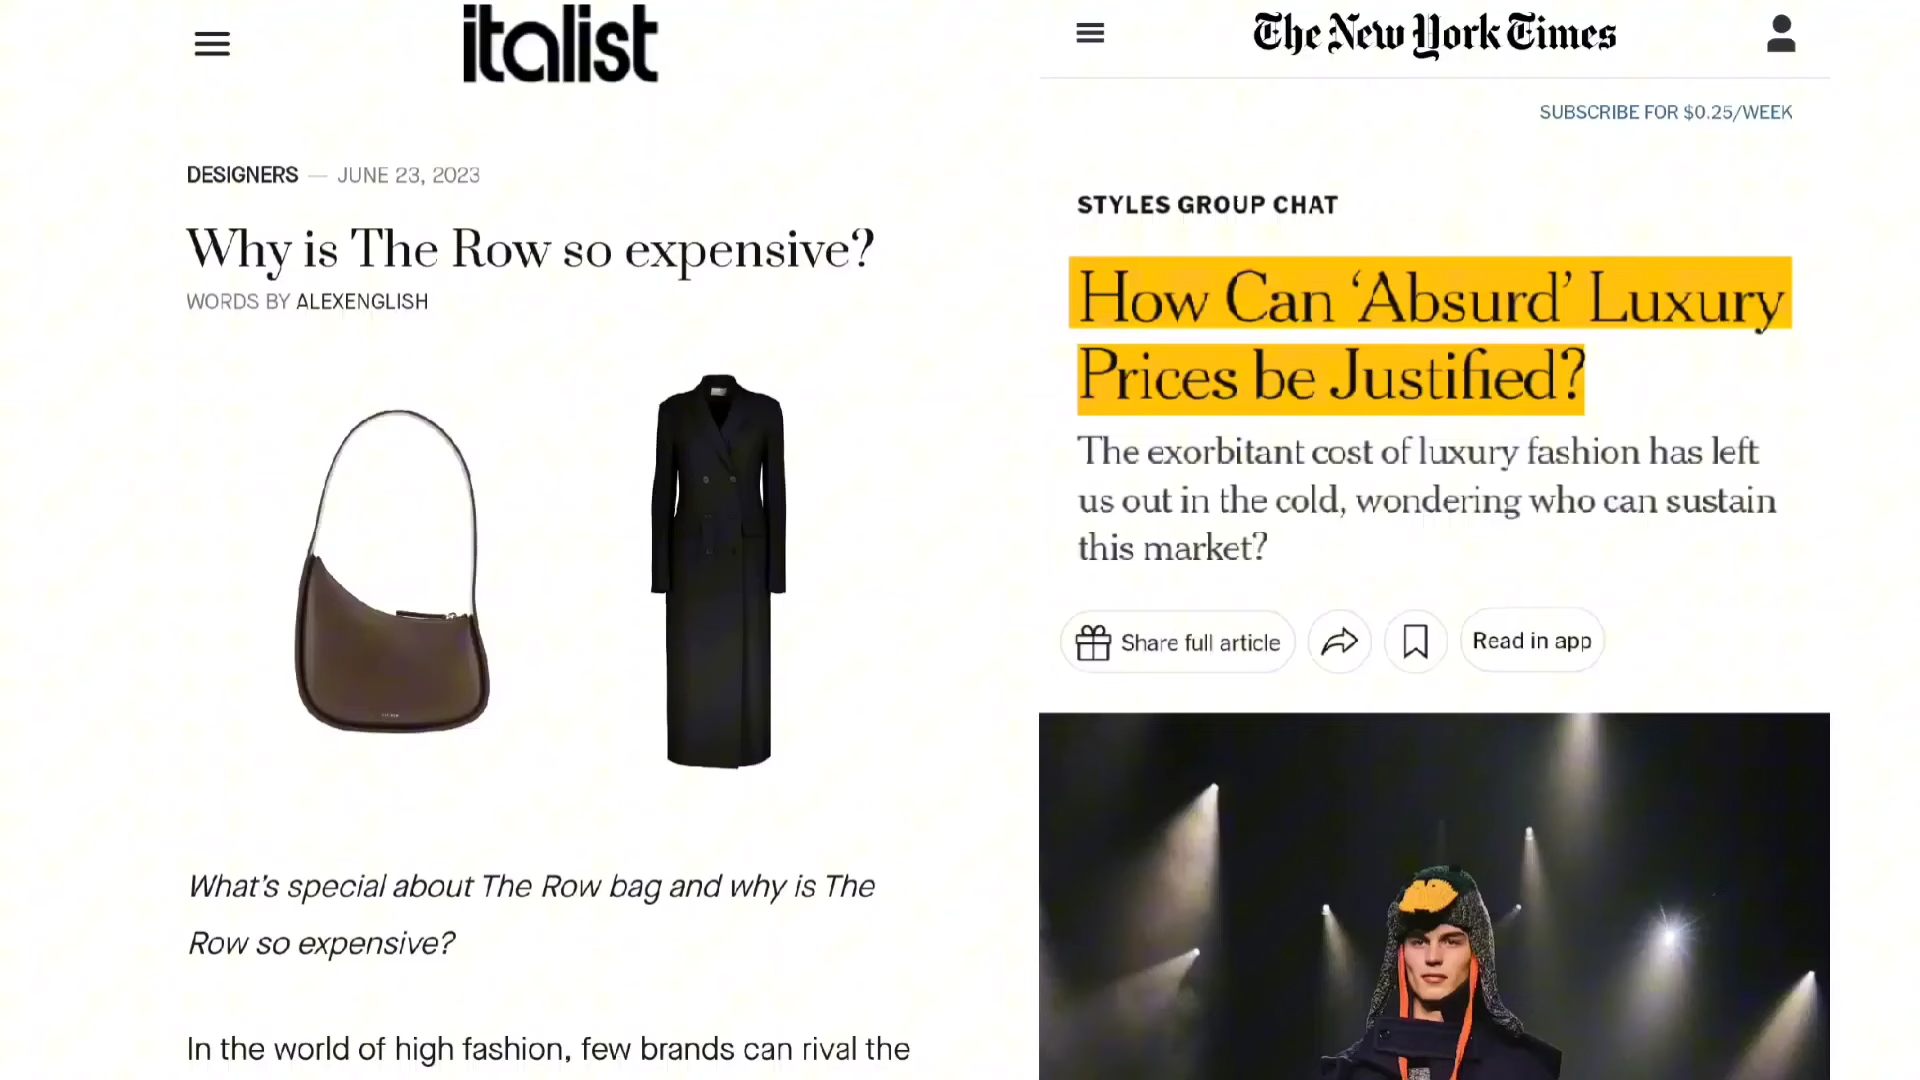 italist
DESIGNERS — JUNE 23, 2023
Why is The Row so expensive?
WORDS BY ALEXENGLISH
What's special about The Row bag and why is The
Row so expensive?
In the world of high fashion, few brands can rival the
The New York Times
SUBSCRIBE FOR $0.25/WEEK
STYLES GROUP CHAT
How Can ‘Absurd’ Luxury
Prices be Justified?
The exorbitant cost of luxury fashion has left
us out in the cold, wondering who can sustain
this market?
Share full article
Read in app